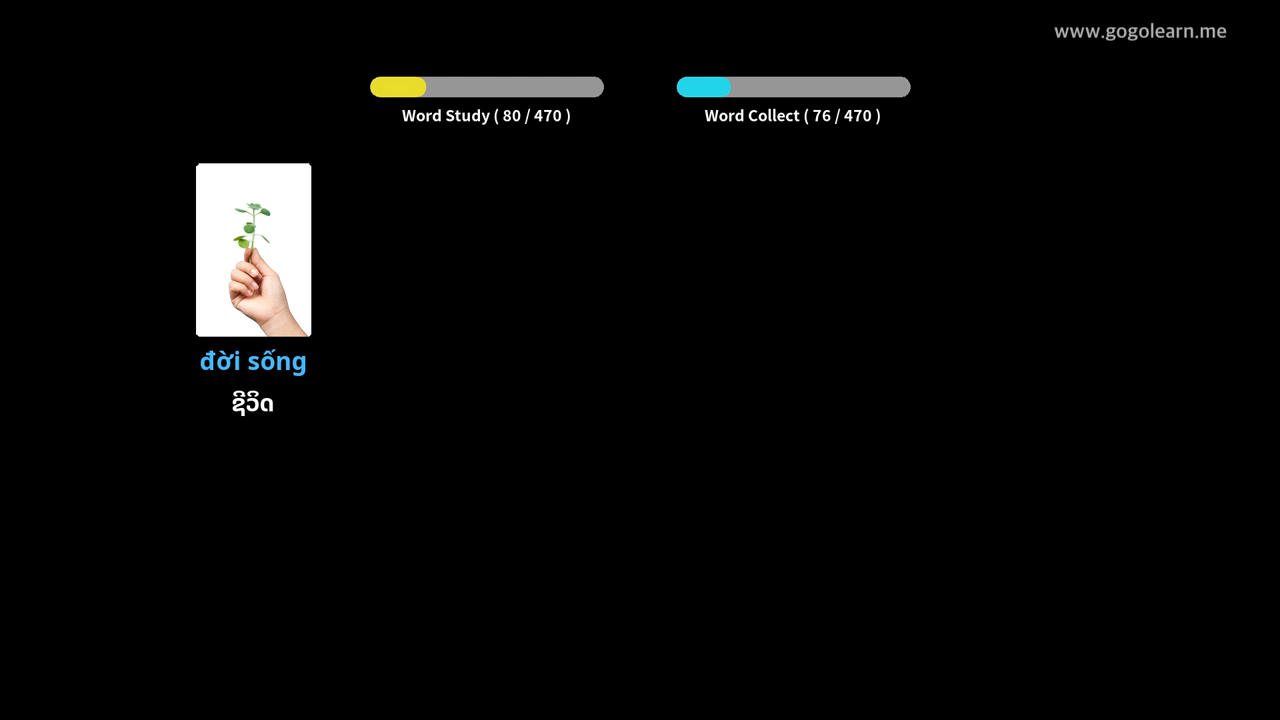 www.gogolearn.me
Word Study ( 80 / 470 )
Word Collect ( 76 / 470 )
đời sống
ຊີວິດ